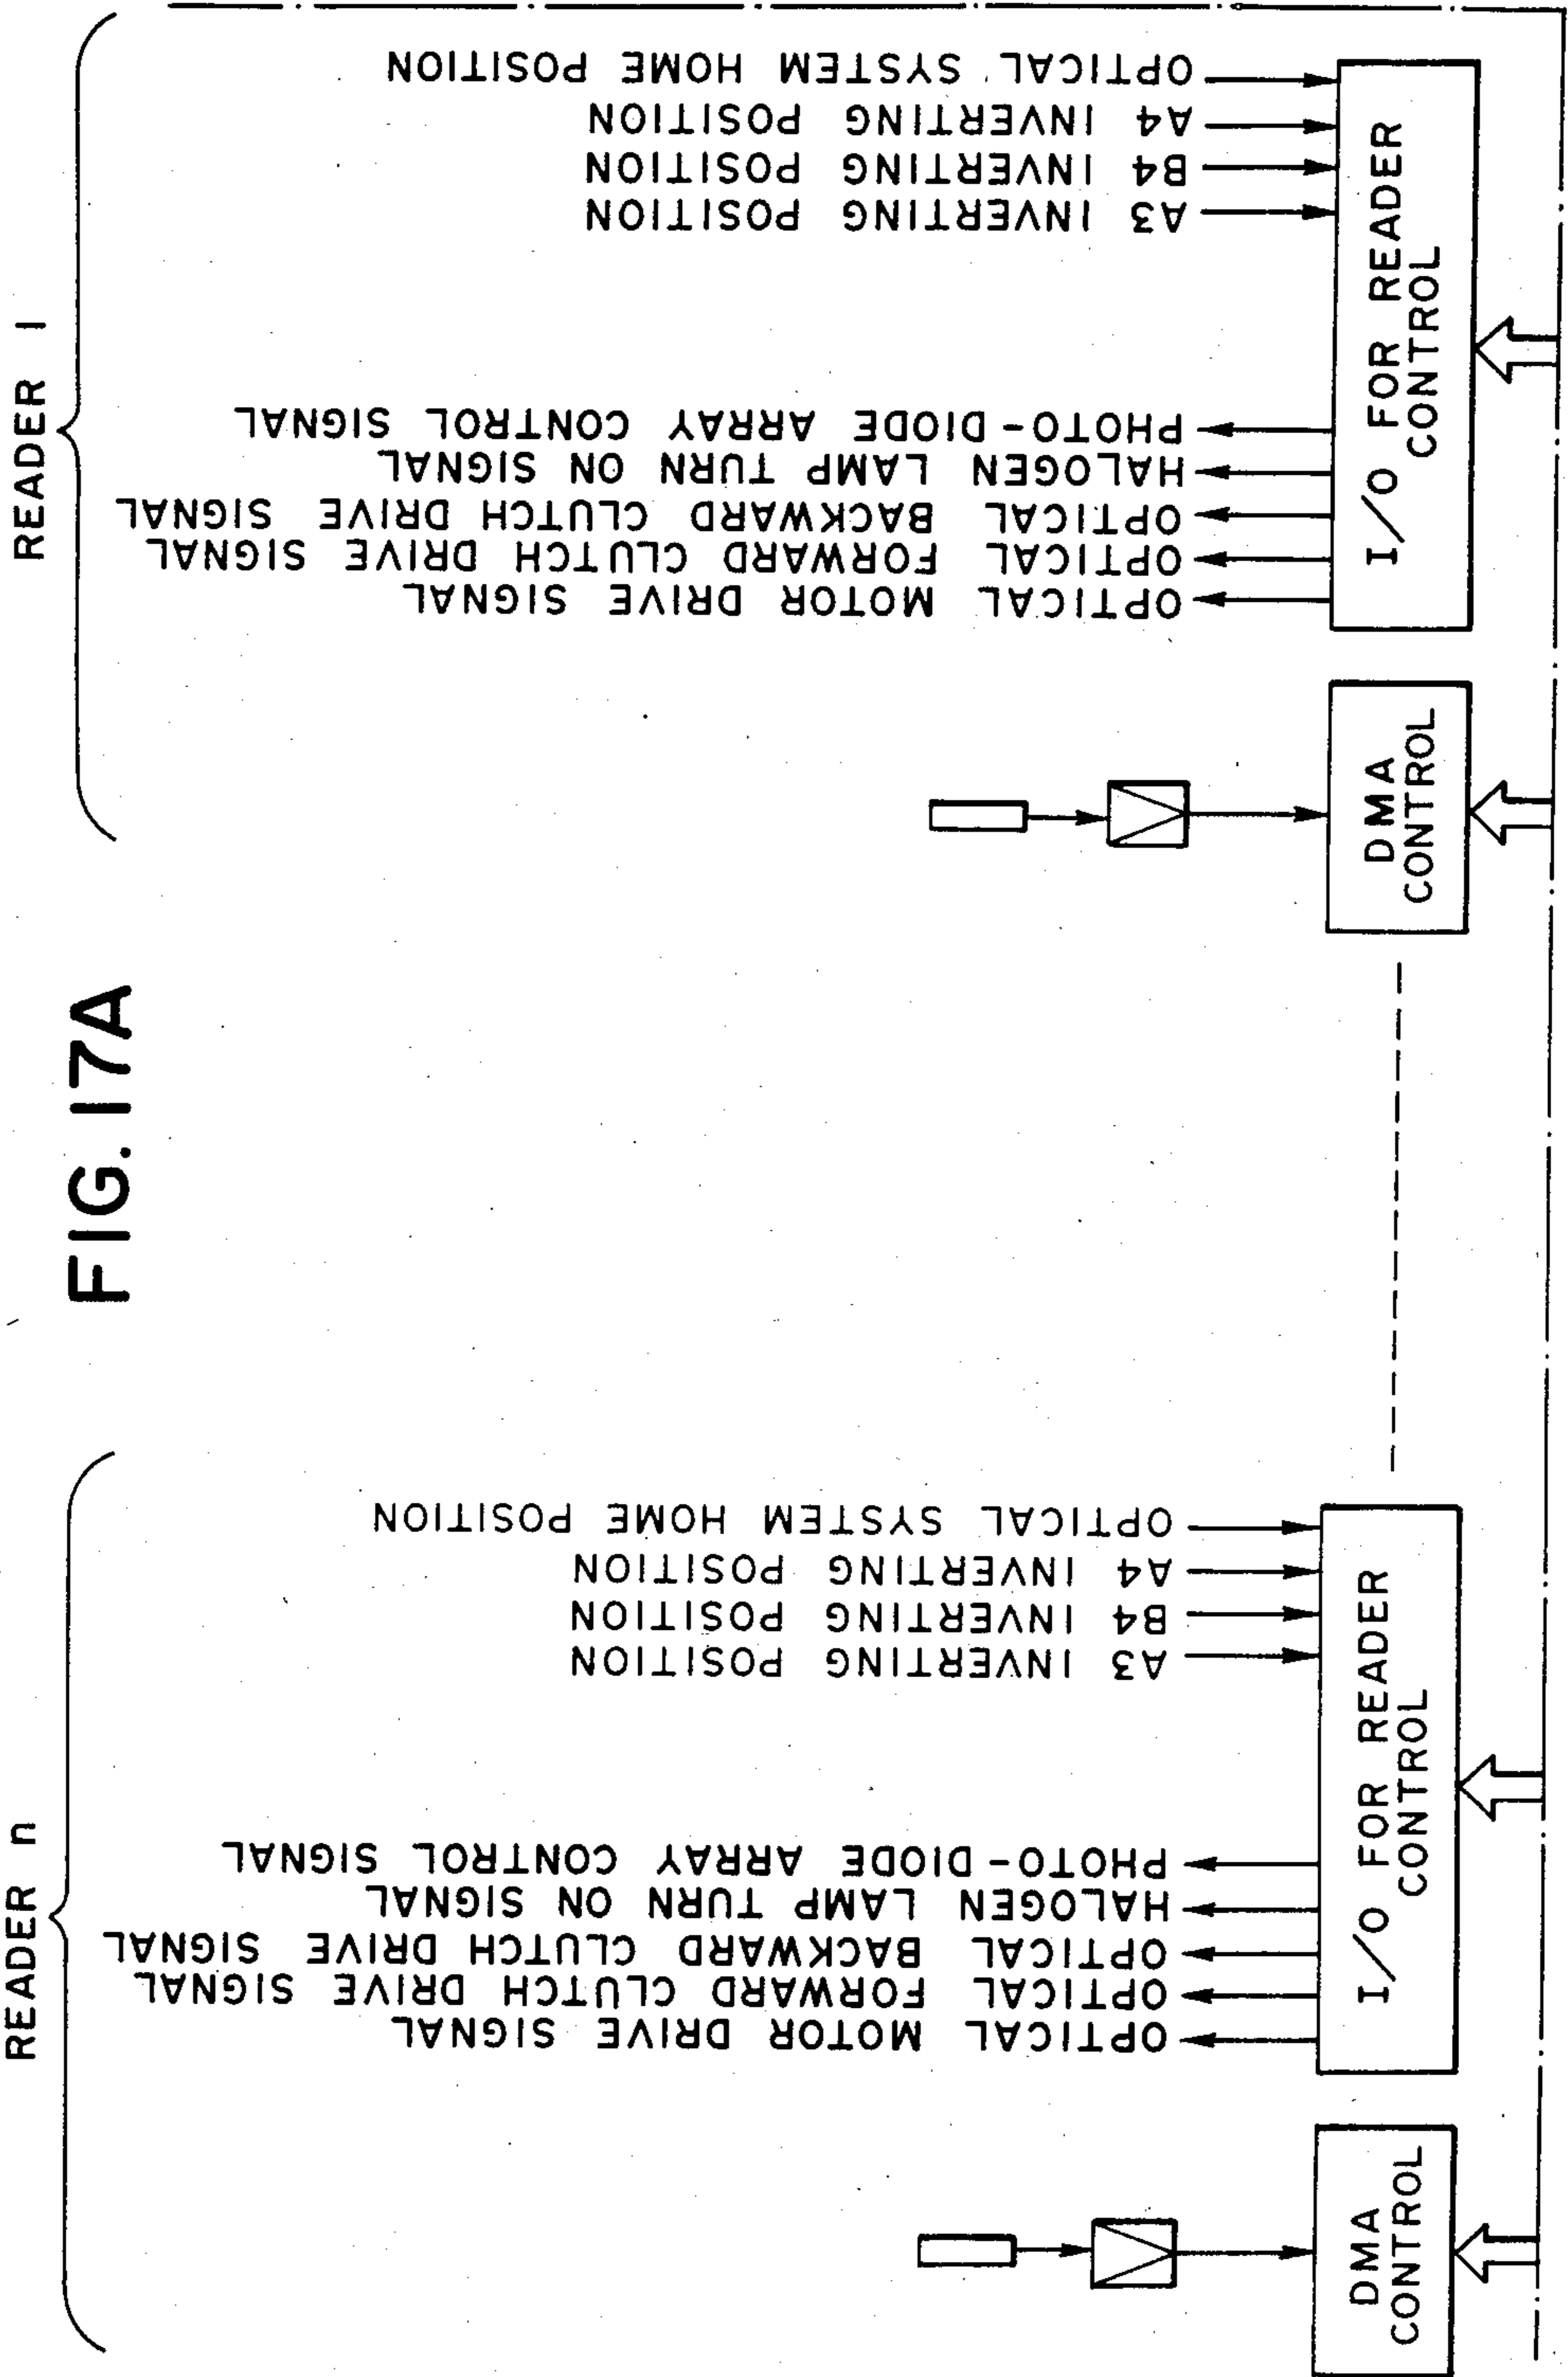 FIG. 17A
READER n
READER 1
DMA
CONTROL
OPTICAL MOTOR DRIVE SIGNAL
OPTICAL FORWARD CLUTCH DRIVE SIGNAL
OPTICAL BACKWARD CLUTCH DRIVE SIGNAL
HALOGEN LAMP TURN ON SIGNAL
PHOTO-DIODE ARRAY CONTROL SIGNAL
A3 INVERTING POSITION
B4 INVERTING POSITION
A4 INVERTING POSITION
OPTICAL SYSTEM HOME POSITION
I/O FOR READER
CONTROL
DMA
CONTROL
OPTICAL MOTOR DRIVE SIGNAL
OPTICAL FORWARD CLUTCH DRIVE SIGNAL
OPTICAL BACKWARD CLUTCH DRIVE SIGNAL
HALOGEN LAMP TURN ON SIGNAL
PHOTO-DIODE ARRAY CONTROL SIGNAL
A3 INVERTING POSITION
B4 INVERTING POSITION
A4 INVERTING POSITION
OPTICAL SYSTEM HOME POSITION
I/O FOR READER
CONTROL